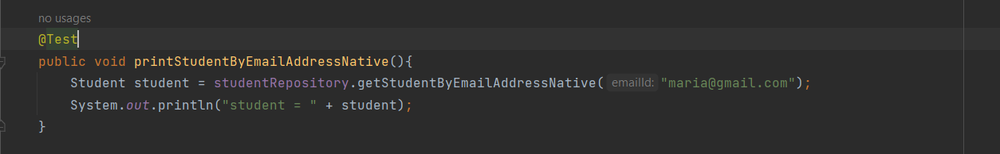 no usages
@Test
public void printStudentByEmailAddressNative(){
    Student student = studentRepository.getStudentByEmailAddressNative( emailId: "maria@gmail.com");
    System.out.println("student = " + student);
}